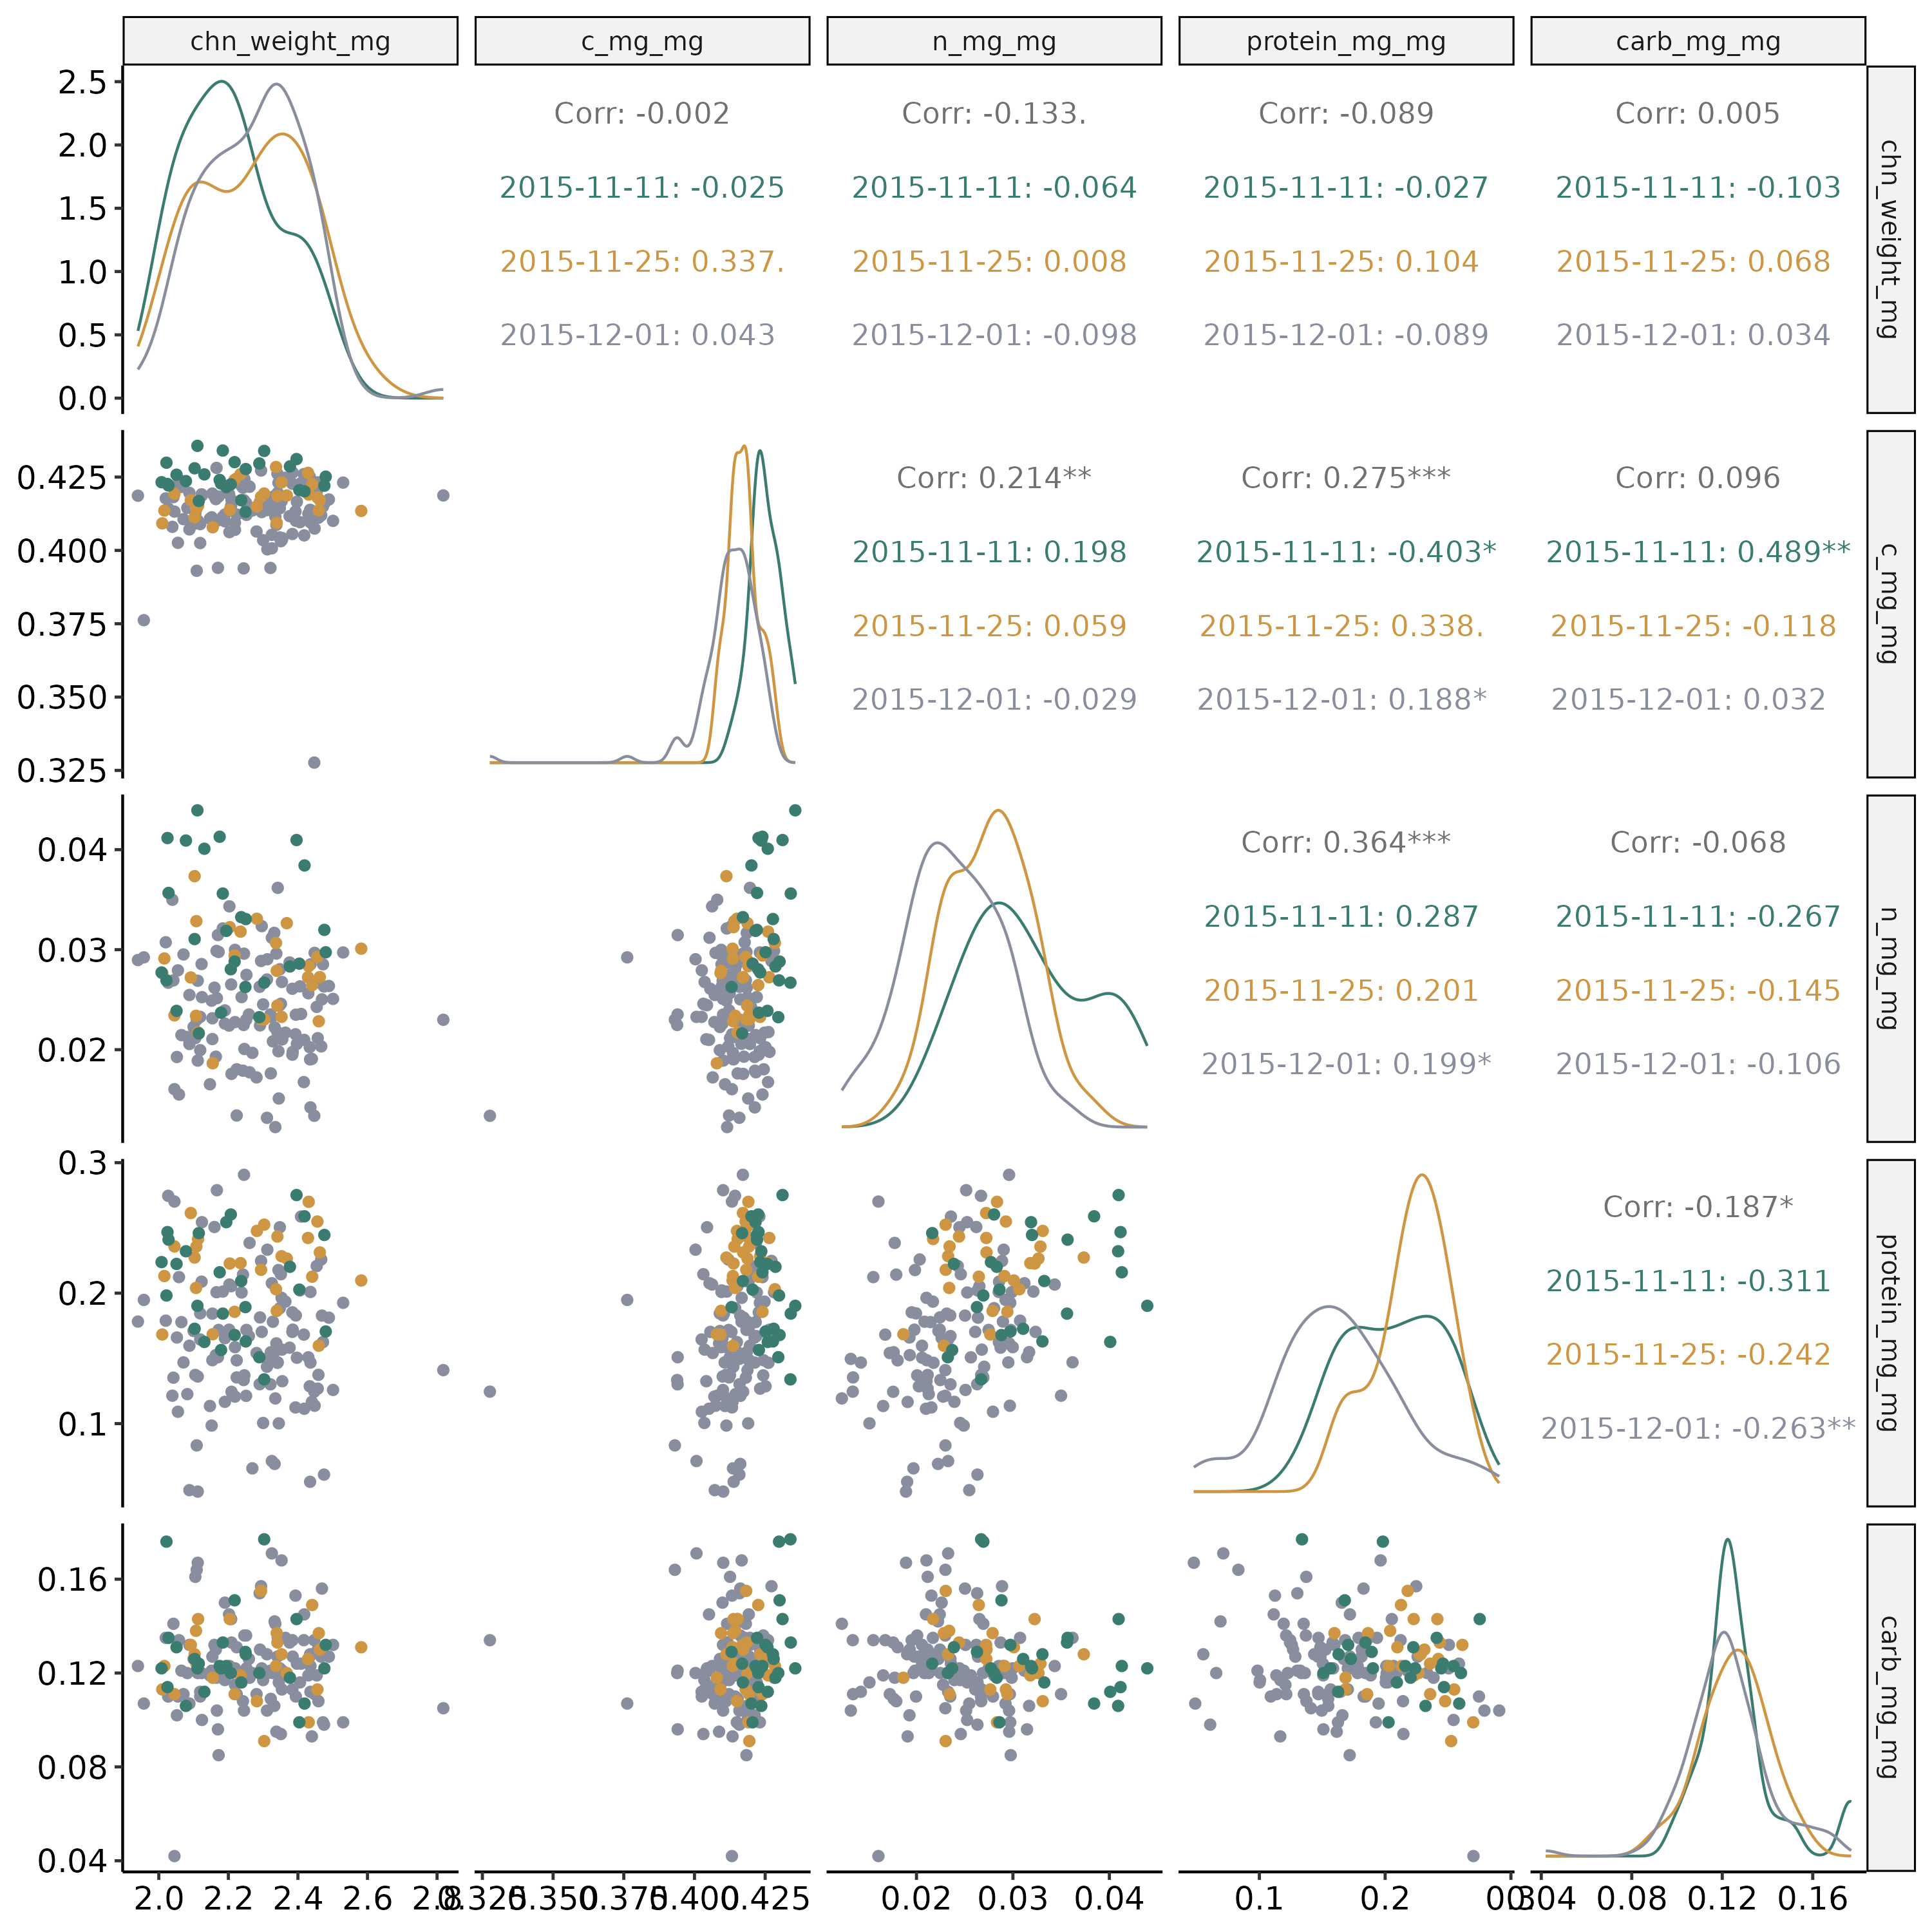 chn_weight_mg c_mg_mg n_mg_mg protein_mg_mg carb_mg_mg
2.5
2.0
1.5
1.0
0.5
0.0
Corr: -0.002
2015-11-11: -0.025
2015-11-25: 0.337.
2015-12-01: 0.043
Corr: -0.133.
2015-11-11: -0.064
2015-11-25: 0.008
2015-12-01: -0.098
Corr: -0.089
2015-11-11: -0.027
2015-11-25: 0.104
2015-12-01: -0.089
Corr: 0.005
2015-11-11: -0.103
2015-11-25: 0.068
2015-12-01: 0.034
chn_weight_mg
0.425
0.400
0.375
0.350
0.325
Corr: 0.214**
2015-11-11: 0.198
2015-11-25: 0.059
2015-12-01: -0.029
Corr: 0.275***
2015-11-11: -0.403*
2015-11-25: 0.338.
2015-12-01: 0.188*
Corr: 0.096
2015-11-11: 0.489**
2015-11-25: -0.118
2015-12-01: 0.032
c_mg_mg
0.04
0.03
0.02
Corr: 0.364***
2015-11-11: 0.287
2015-11-25: 0.201
2015-12-01: 0.199*
Corr: -0.068
2015-11-11: -0.267
2015-11-25: -0.145
2015-12-01: -0.106
n_mg_mg
0.3
0.2
0.1
Corr: -0.187*
2015-11-11: -0.311
2015-11-25: -0.242
2015-12-01: -0.263**
protein_mg_mg
0.16
0.12
0.08
0.04
carb_mg_mg
2.0 2.2 2.4 2.6 2.8
0.325 0.350 0.375 0.400 0.425
0.02 0.03 0.04
0.1 0.2 0.3
0.04 0.08 0.12 0.16